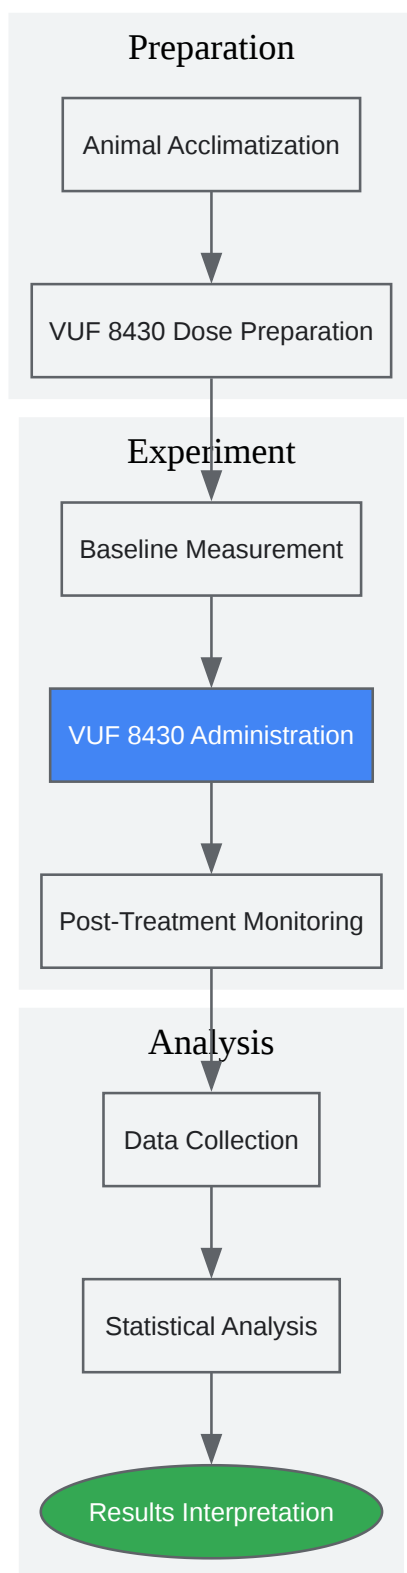 Preparation
Animal Acclimatization
VUF 8430 Dose Preparation
Experiment
Baseline Measurement
VUF 8430 Administration
Post-Treatment Monitoring
Analysis
Data Collection
Statistical Analysis
Results Interpretation